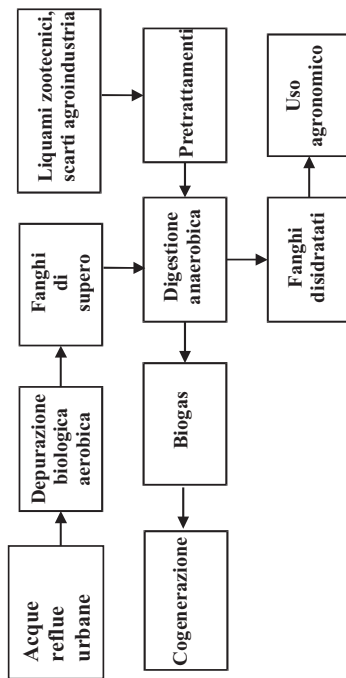 Acque
reflue
urbane
Depurazione
biologica
aerobica
Fanghi
di
supero
Liquami zootecnici,
scarti agroindustria
Cogenerazione
Biogas
Digestione
anaerobica
Pretrattamenti
Fanghi
disidratati
Uso
agronomico